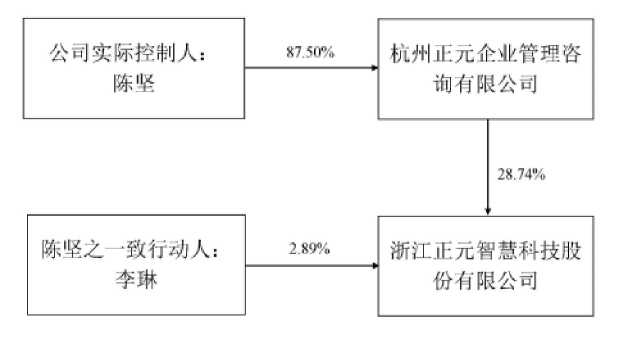 公司实际控制人：
陈坚
87.50%
杭州正元企业管理咨
询有限公司
28.74%
陈坚之一致行动人：
李琳
2.89%
浙江正元智慧科技股
份有限公司